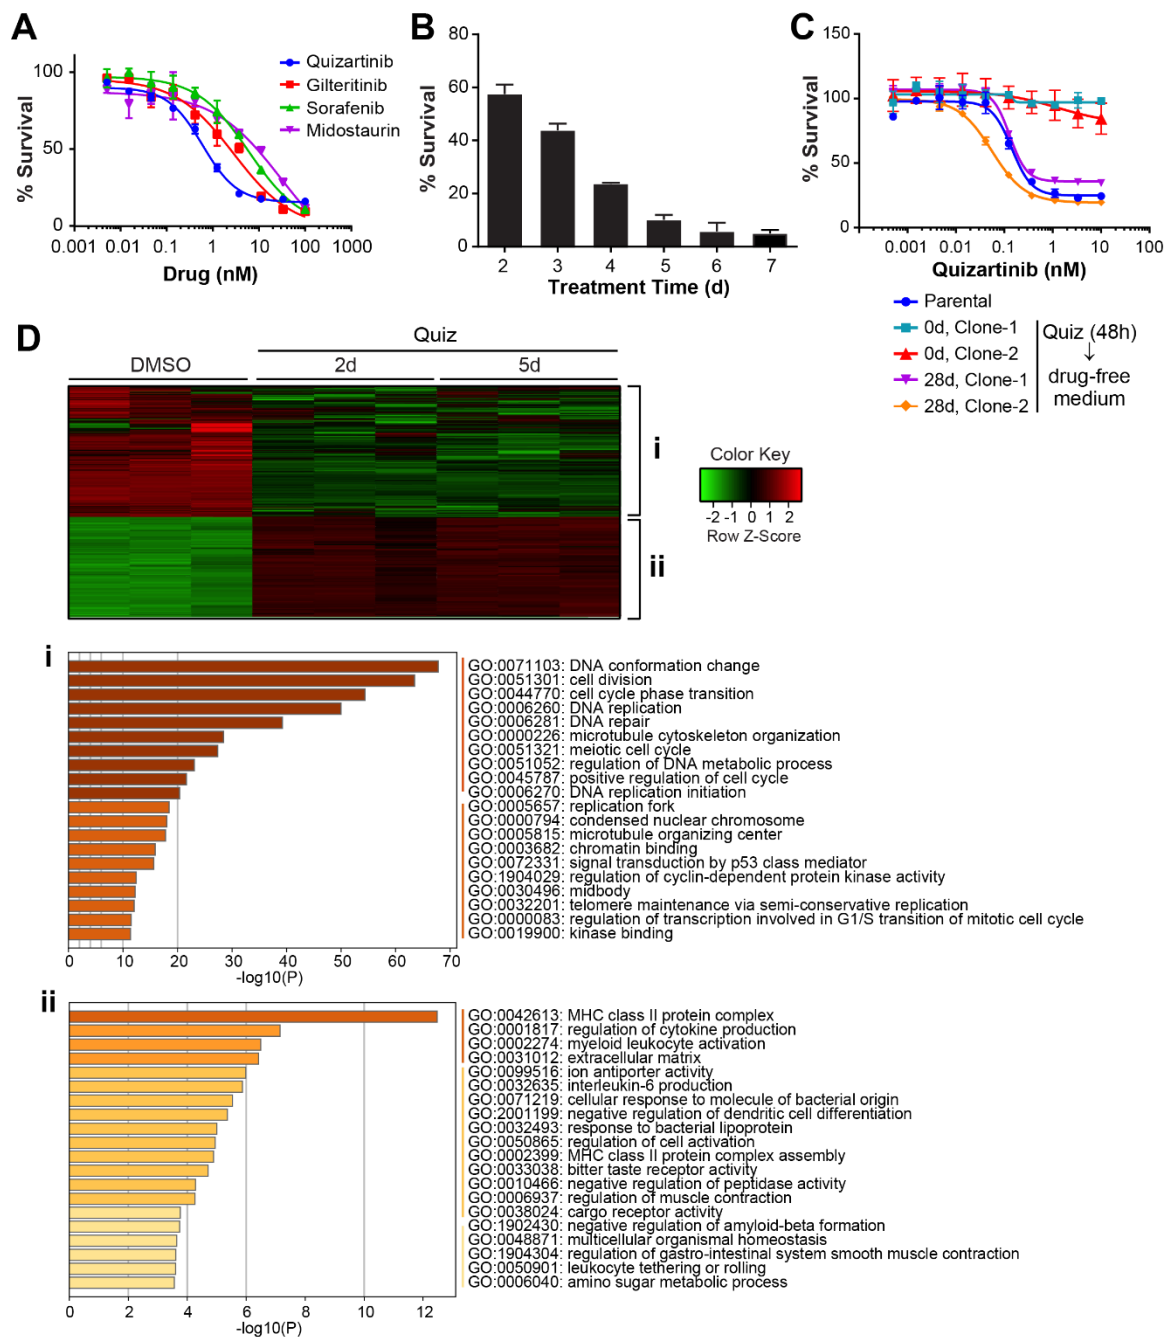 A
B
C
100
50
0
% Survival
0.001
0.01
0.1
1
10
100
1000
Drug (nM)
Quizartinib
Gilteritinib
Sorafenib
Midostaurin
80
60
40
20
0
% Survival
2
3
4
5
6
7
Treatment Time (d)
150
100
50
0
% Survival
0.001
0.01
0.1
1
10
100
Quizartinib (nM)
Parental
0d, Clone-1
0d, Clone-2
28d, Clone-1
28d, Clone-2
Quiz (48h)
↓
drug-free
medium
D
Quiz
DMSO
2d
5d
i
ii
Color Key
-2 -1 0 1 2
Row Z-Score
i
GO:0071103: DNA conformation change
GO:0051301: cell division
GO:0044770: cell cycle phase transition
GO:0006260: DNA replication
GO:0006281: DNA repair
GO:0000226: microtubule cytoskeleton organization
GO:0051321: meiotic cell cycle
GO:0051052: regulation of DNA metabolic process
GO:0045787: positive regulation of cell cycle
GO:0006270: DNA replication initiation
GO:0005657: replication fork
GO:0000794: condensed nuclear chromosome
GO:0005815: microtubule organizing center
GO:0003682: chromatin binding
GO:0072331: signal transduction by p53 class mediator
GO:1904029: regulation of cyclin-dependent protein kinase activity
GO:0030496: midbody
GO:0032201: telomere maintenance via semi-conservative replication
GO:0000083: regulation of transcription involved in G1/S transition of mitotic cell cycle
GO:0019900: kinase binding
0 10 20 30 40 50 60 70
-log10(P)
ii
GO:0042613: MHC class II protein complex
GO:0001817: regulation of cytokine production
GO:0002274: myeloid leukocyte activation
GO:0031012: extracellular matrix
GO:0099516: ion antiporter activity
GO:0032635: interleukin-6 production
GO:0071219: cellular response to molecule of bacterial origin
GO:2001199: negative regulation of dendritic cell differentiation
GO:0032493: response to bacterial lipoprotein
GO:0050865: regulation of cell activation
GO:0002399: MHC class II protein complex assembly
GO:0033038: bitter taste receptor activity
GO:0010466: negative regulation of peptidase activity
GO:0006937: regulation of muscle contraction
GO:0038024: cargo receptor activity
GO:1902430: negative regulation of amyloid-beta formation
GO:0048871: multicellular organismal homeostasis
GO:1904304: regulation of gastro-intestinal system smooth muscle contraction
GO:0050901: leukocyte tethering or rolling
GO:0006040: amino sugar metabolic process
0 2 4 6 8 10 12
-log10(P)